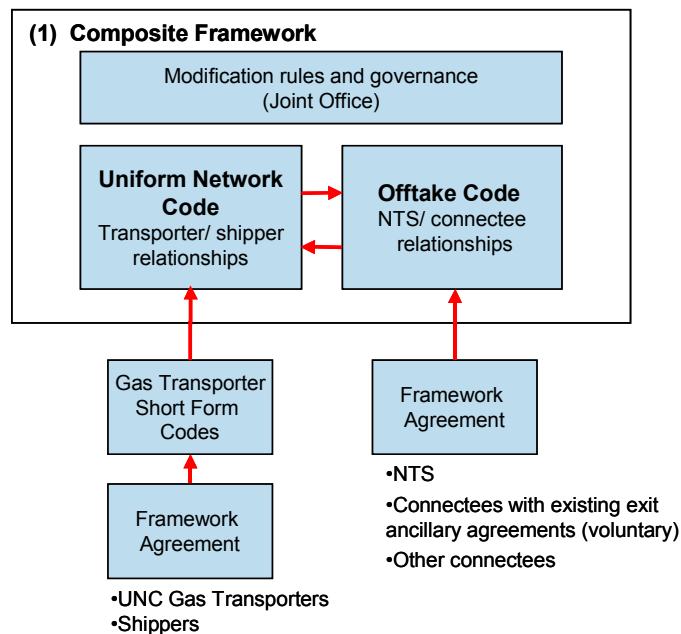 (1) Composite Framework
Modification rules and governance
(Joint Office)
Uniform Network
Code
Transporter/ shipper
relationships
Offtake Code
NTS/ connectee
relationships
Gas Transporter
Short Form
Codes
Framework
Agreement
•UNC Gas Transporters
•Shippers
Framework
Agreement
•NTS
•Connectees with existing exit
ancillary agreements (voluntary)
•Other connectees